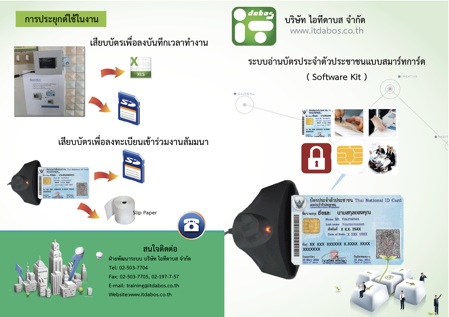 การประยุกต์ใช้ในงาน
เสียบบัตรเพื่อลงบันทึกเวลาทำงาน
XLS
เสียบบัตรเพื่อลงทะเบียนเข้าร่วมงานสัมมนา
Slip Paper
สนใจติดต่อ
ฝ่ายพัฒนาระบบ บริษัท ไอทีดาบส จำกัด
Tel: 02-503-7704
Fax: 02-503-7705, 02-197-7-57
E-mail: training@itdabos.co.th
Website:www.itdabos.co.th
dabos
บริษัท ไอทีดาบส จำกัด
www.itdabos.co.th
ระบบอ่านบัตรประจำตัวประชาชนแบบสมาร์ทการ์ด
( Software Kit )
บัตรประจำตัวประชาชน Thai National ID Card